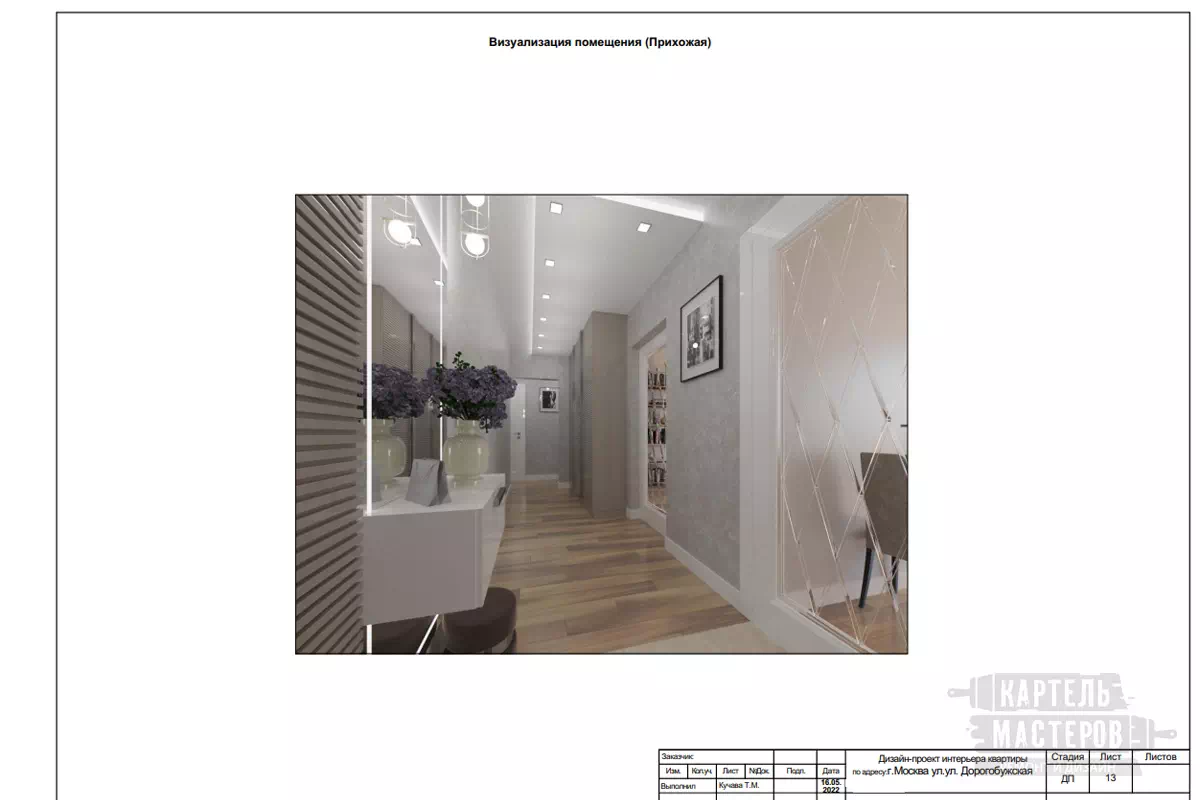 Визуализация помещения (Прихожая)
КАРТЕЛЬ
МАСТЕРОВ
Заказчик:
Изм. Кол.уч. Лист №Док. Подп. Дата
Выполнил Кучава Т.М. 16.05.
2022
Дизайн-проект интерьера квартиры
по адресу:г.Москва ул.ул. Дорогобужская
Стадия Лист Листов
ДП 13